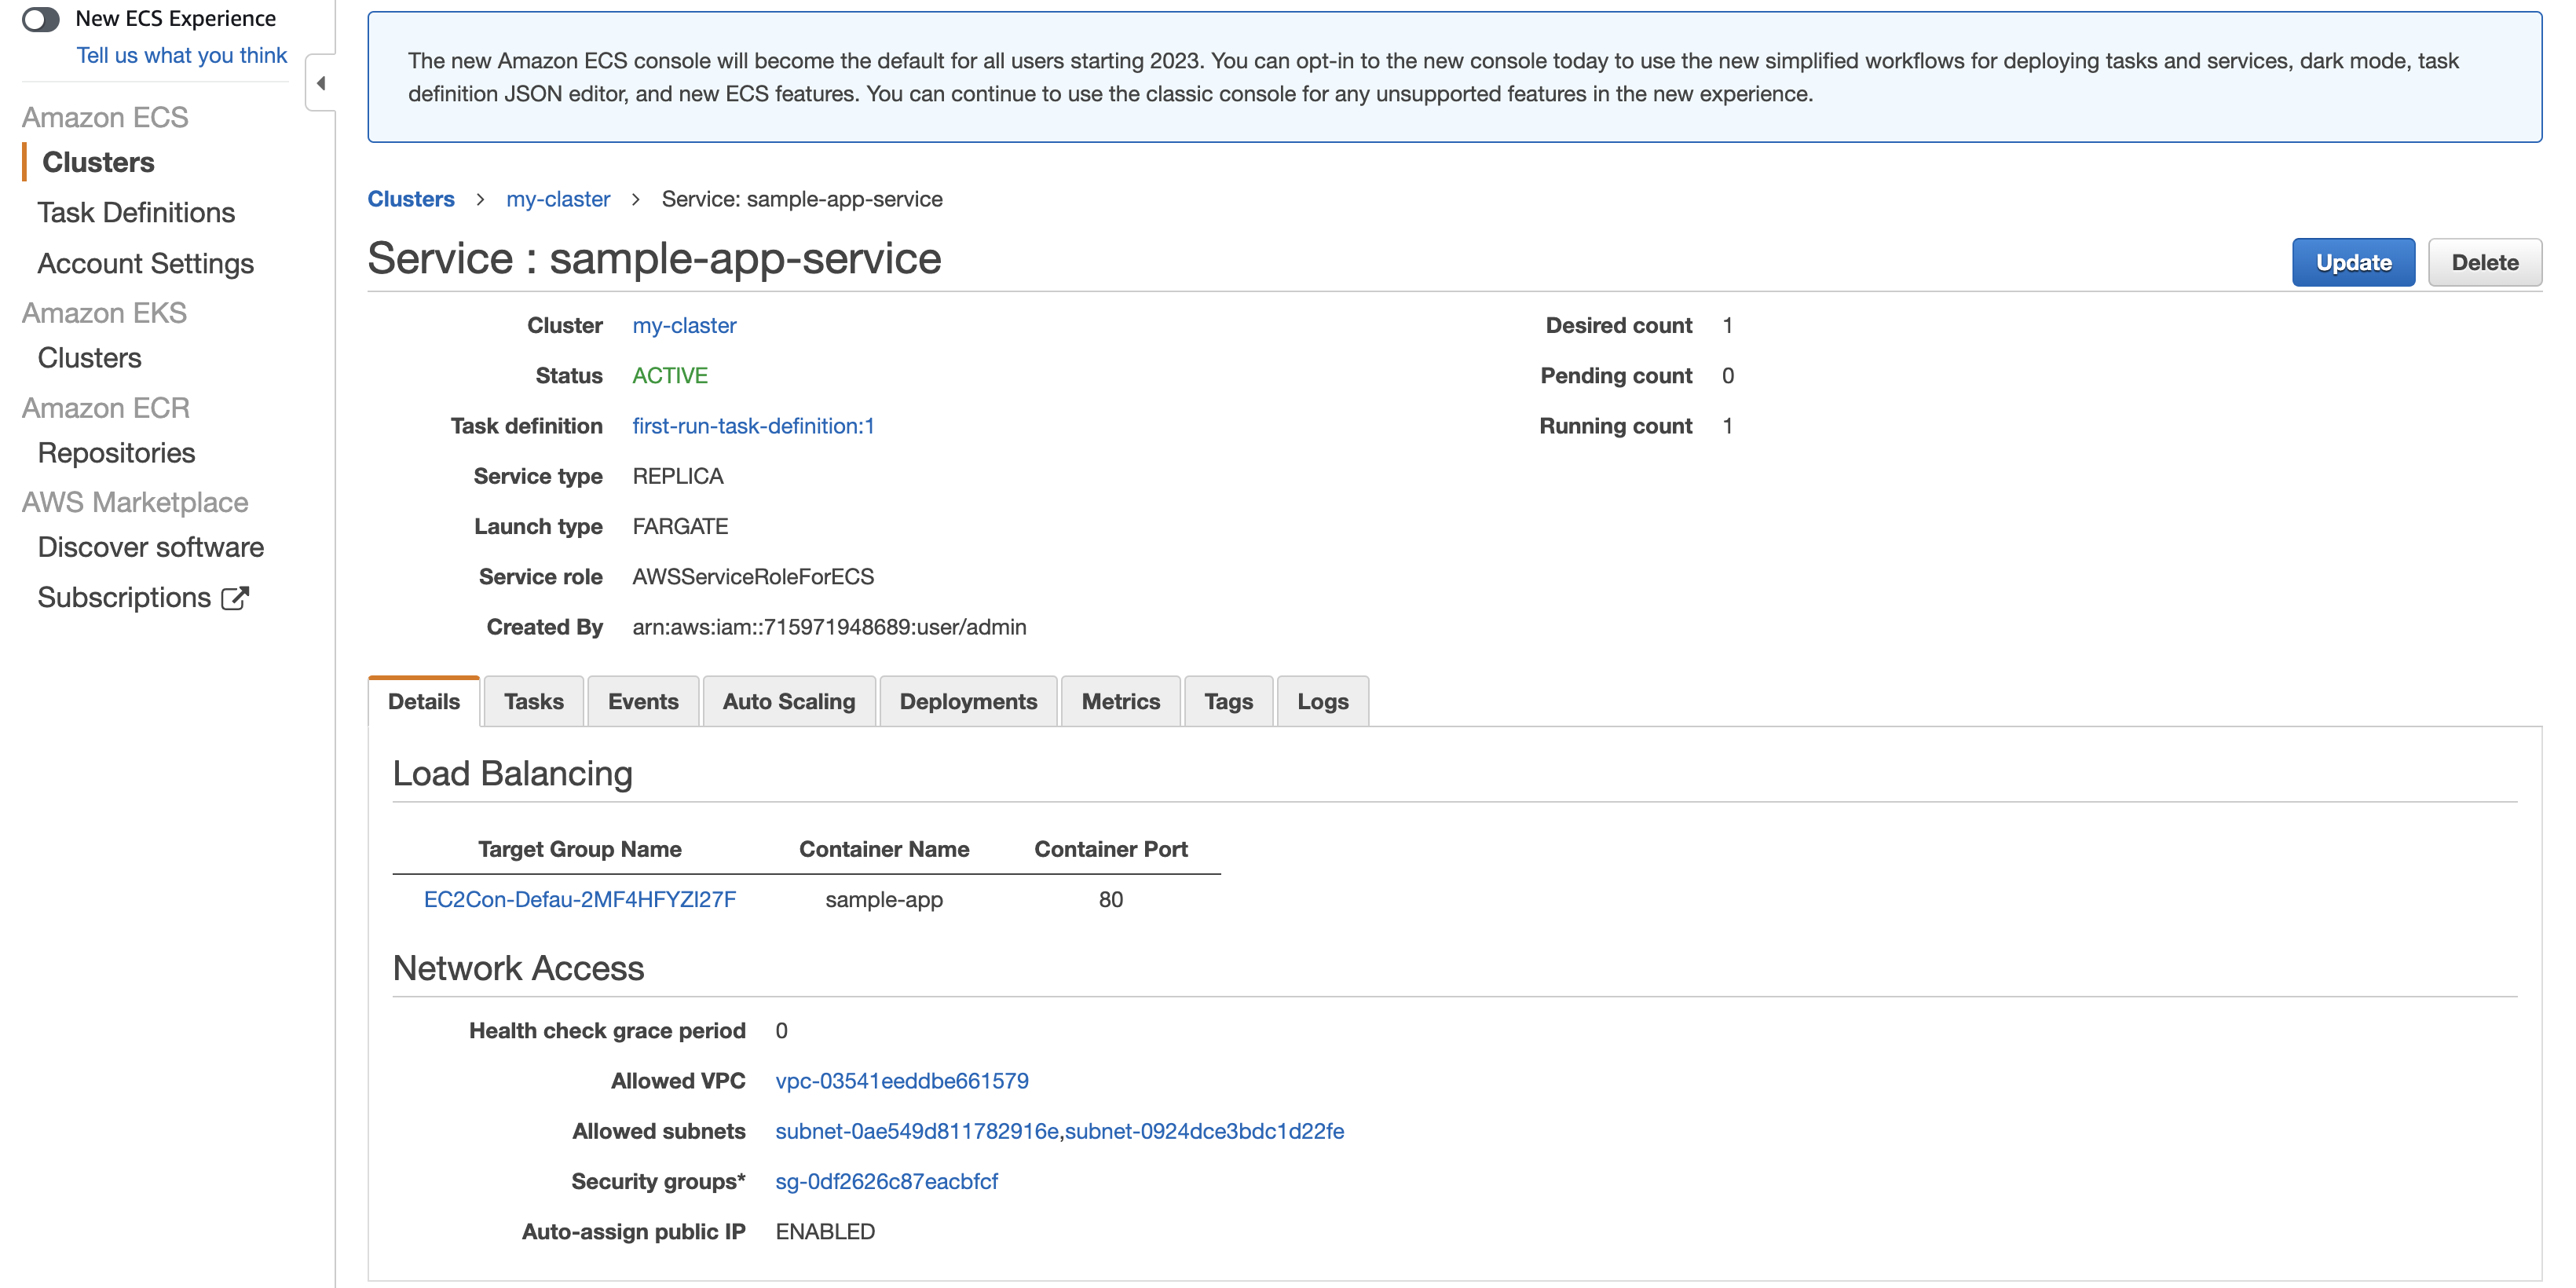 New ECS Experience
Tell us what you think
Amazon ECS
Clusters
Task Definitions
Account Settings
Amazon EKS
Clusters
Amazon ECR
Repositories
AWS Marketplace
Discover software
Subscriptions
The new Amazon ECS console will become the default for all users starting 2023. You can opt-in to the new console today to use the new simplified workflows for deploying tasks and services, dark mode, task
definition JSON editor, and new ECS features. You can continue to use the classic console for any unsupported features in the new experience.
Clusters > my-claster > Service: sample-app-service
Service : sample-app-service
Update Delete
Cluster my-claster
Status ACTIVE
Task definition first-run-task-definition:1
Service type REPLICA
Launch type FARGATE
Service role AWSServiceRoleForECS
Created By arn:aws:iam::715971948689:user/admin
Desired count 1
Pending count 0
Running count 1
Details Tasks Events Auto Scaling Deployments Metrics Tags Logs
Load Balancing
Target Group Name Container Name Container Port
EC2Con-Defau-2MF4HFYZI27F sample-app 80
Network Access
Health check grace period 0
Allowed VPC vpc-03541eeddbe661579
Allowed subnets subnet-0ae549d811782916e,subnet-0924dce3bdc1d22fe
Security groups* sg-0df2626c87eacbfcf
Auto-assign public IP ENABLED